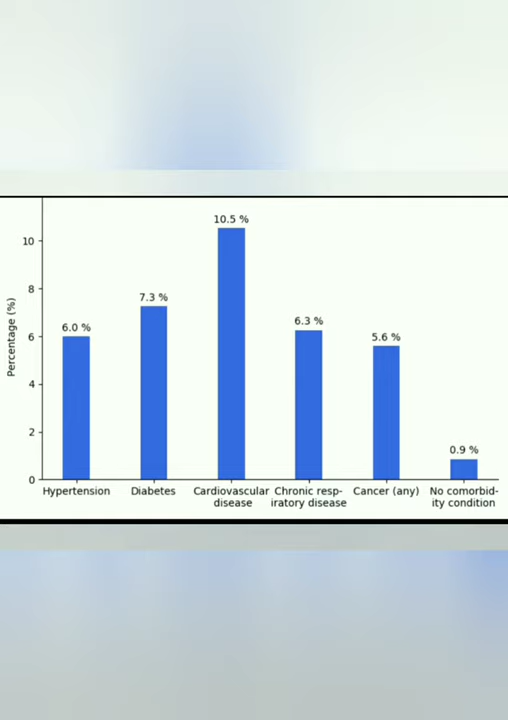 10.5 %
7.3 %
6.0 %
6.3 %
5.6 %
0.9 %
Percentage (%)
10
8
6
4
2
0
Hypertension
Diabetes
Cardiovascular
disease
Chronic resp-
iratory disease
Cancer (any)
No comorbid-
ity condition